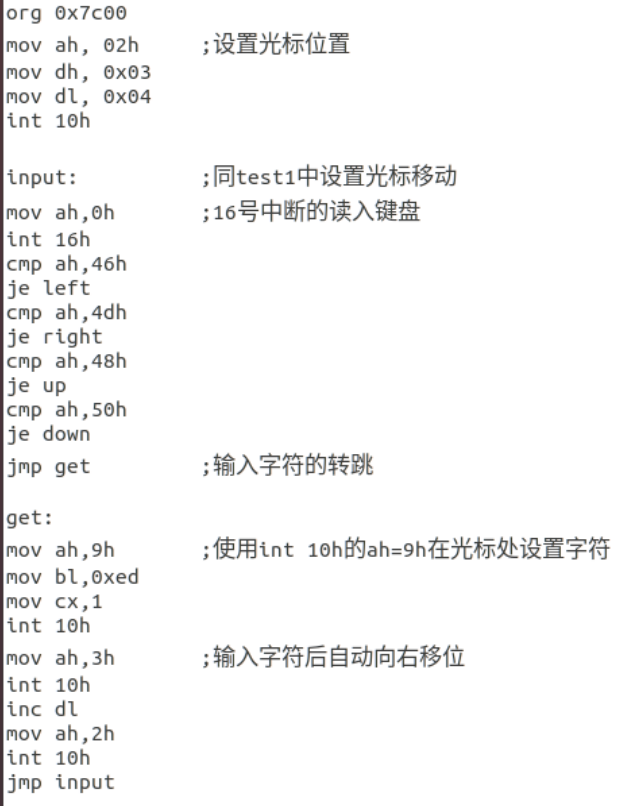 org 0x7c00
mov ah, 02h ;设置光标位置
mov dh, 0x03
mov dl, 0x04
int 10h
input: ;同test1中设置光标移动
mov ah,0h ;16号中断的读入键盘
int 16h
cmp ah,46h
je left
cmp ah,4dh
je right
cmp ah,48h
je up
cmp ah,50h
je down
jmp get ;输入字符的转跳
get:
mov ah,9h ;使用int 10h的ah=9h在光标处设置字符
mov bl,0xed
mov cx,1
int 10h
mov ah,3h ;输入字符后自动向右移位
int 10h
inc dl
mov ah,2h
int 10h
jmp input